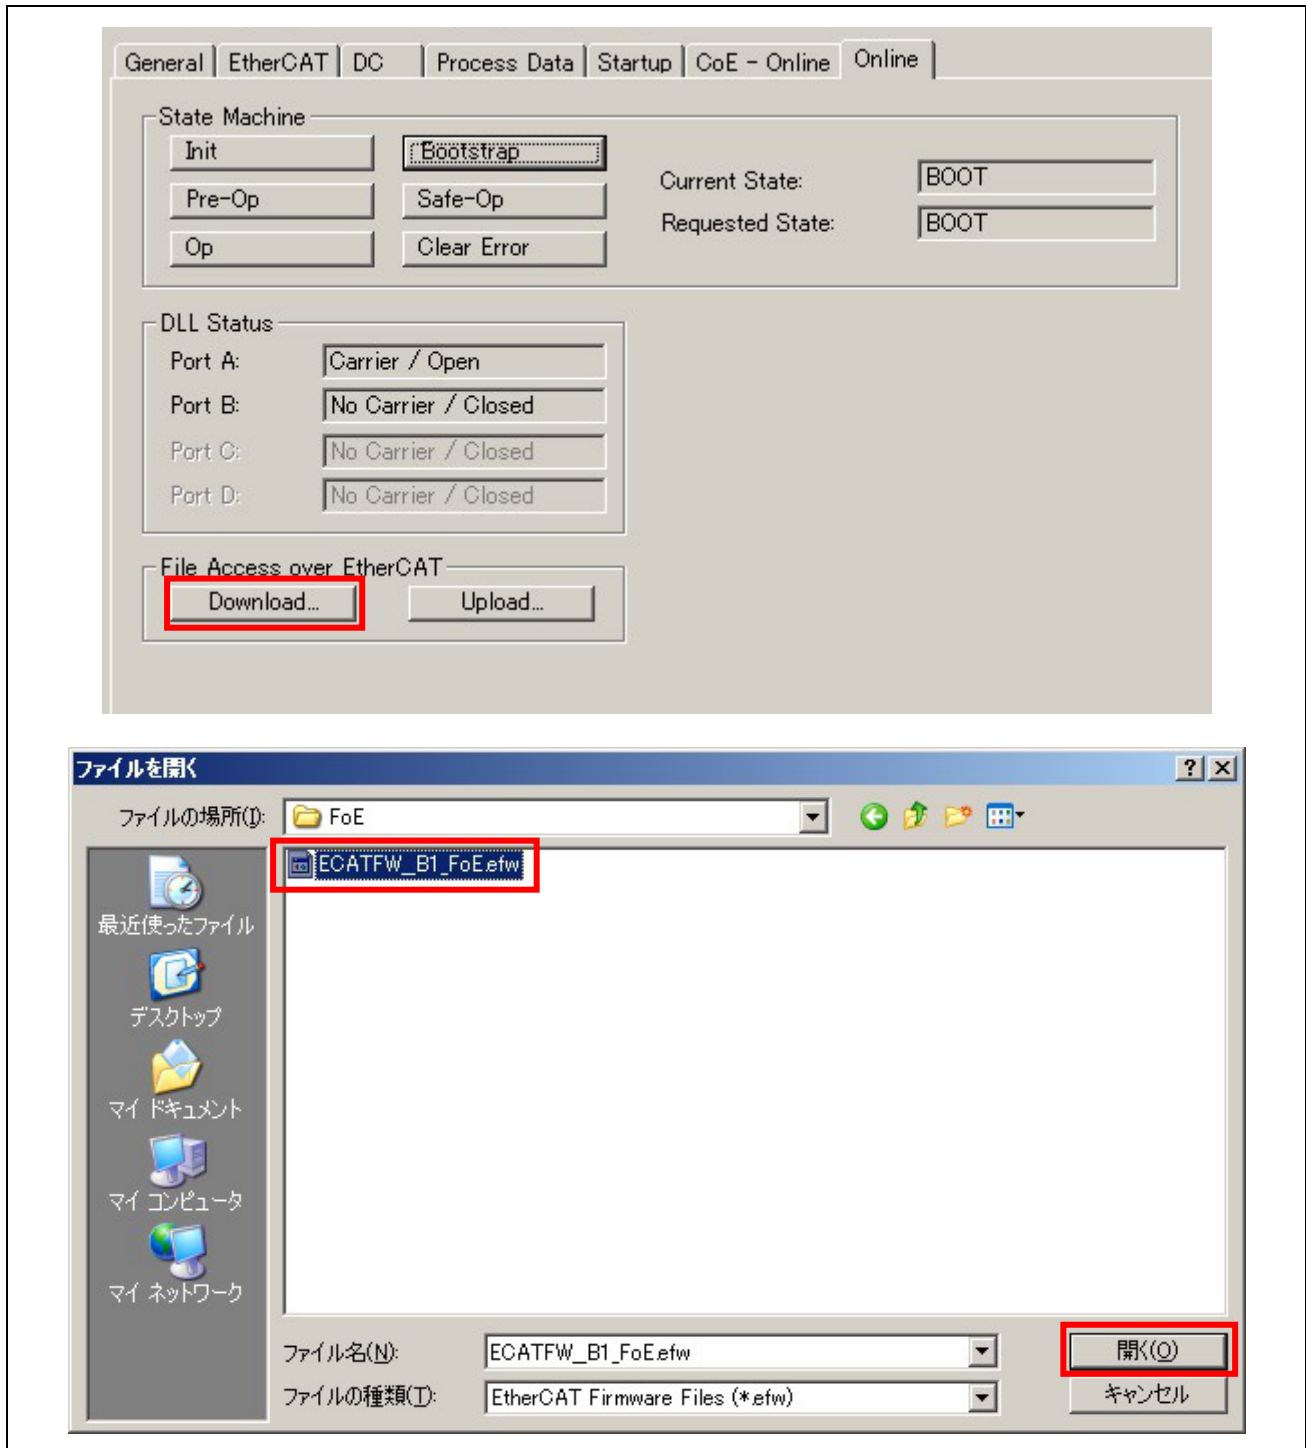 General EtherCAT DC Process Data Startup CoE - Online Online
State Machine
Init Bootstrap
Pre-Op Safe-Op
Op Clear Error
Current State: BOOT
Requested State: BOOT
DLL Status
Port A: Carrier / Open
Port B: No Carrier / Closed
Port C: No Carrier / Closed
Port D: No Carrier / Closed
File Access over EtherCAT
Download... Upload...
ファイルを開く
ファイルの場所(I): FoE
ECATFW_B1_FoE.efw
最近使ったファイル
デスクトップ
マイ ドキュメント
マイ コンピュータ
マイ ネットワーク
ファイル名(N): ECATFW_B1_FoE.efw 開く(O)
ファイルの種類(T): EtherCAT Firmware Files (*.efw) キャンセル